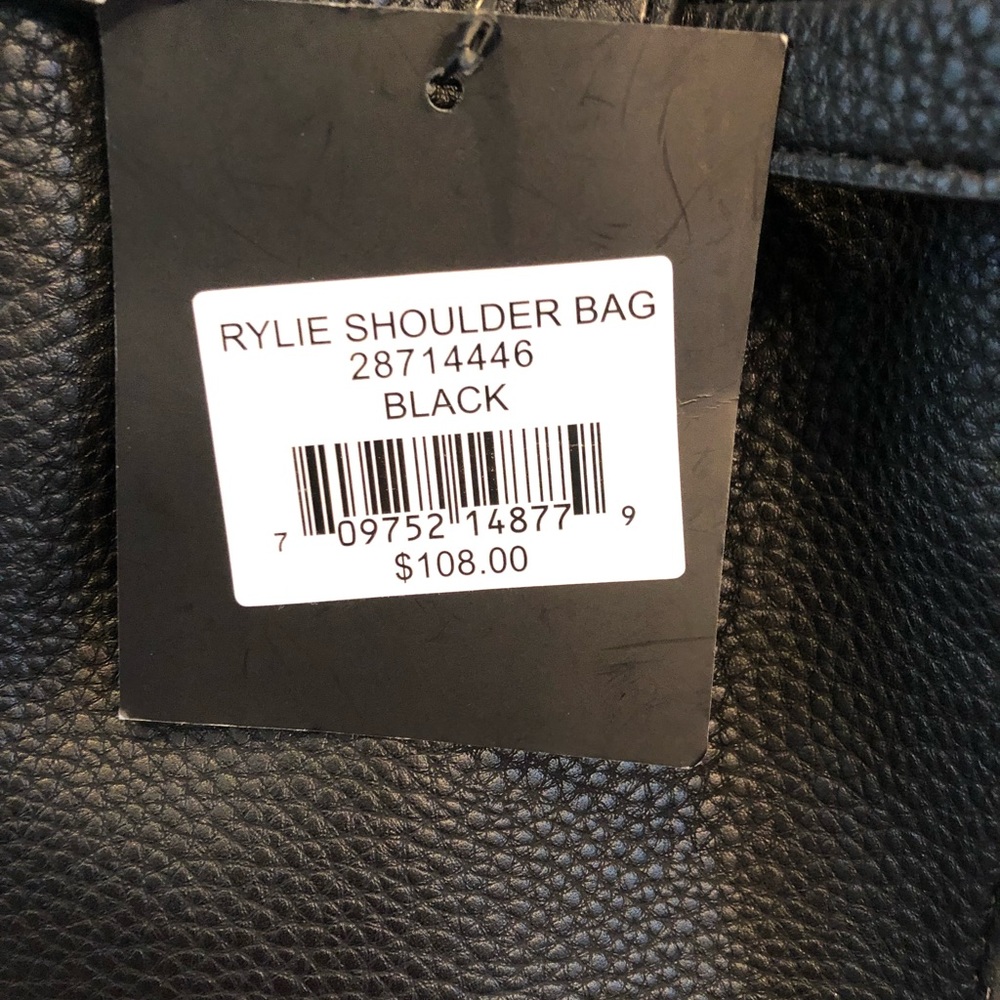 RYLIE SHOULDER BAG
28714446
BLACK
7 09752 14877 9
$108.00